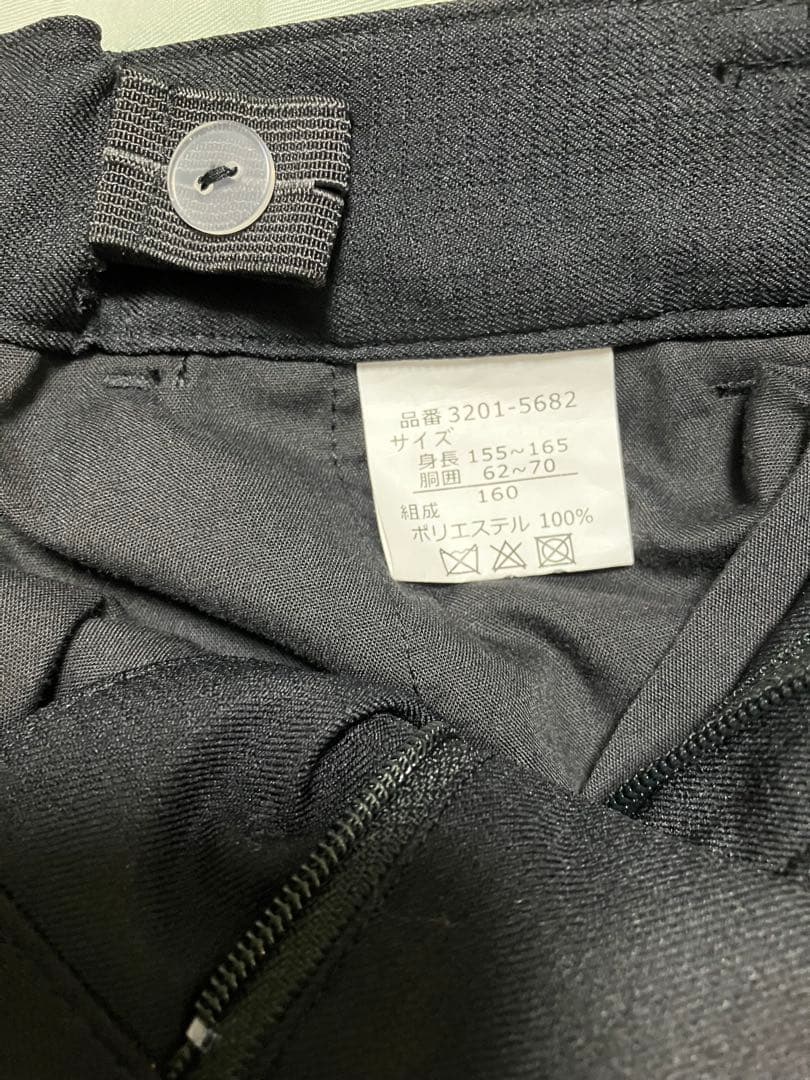 品番 3201-5682
サイズ
身長 155~165
胴囲 62~70
160
組成
ポリエステル 100%